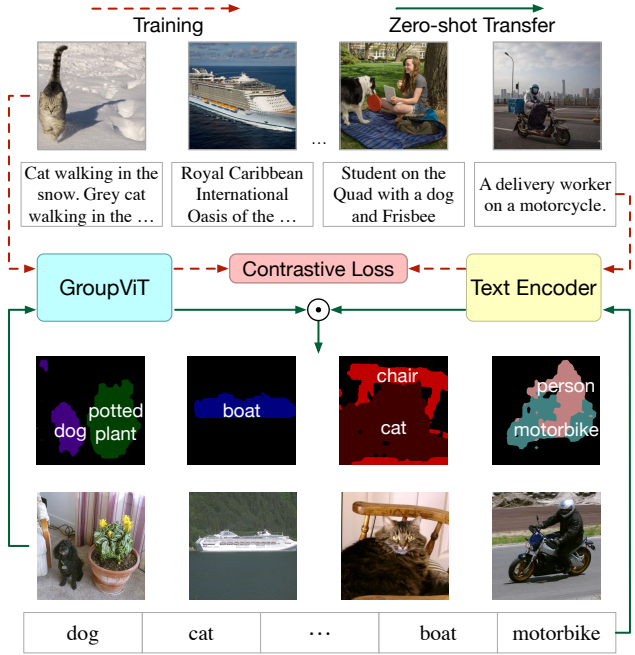 Training
Zero-shot Transfer
...
Cat walking in the
snow. Grey cat
walking in the ...
Royal Caribbean
International
Oasis of the ...
Student on the
Quad with a dog
and Frisbee
A delivery worker
on a motorcycle.
GroupViT
Contrastive Loss
Text Encoder
dog
potted
plant
boat
chair
cat
person
motorbike
dog
cat
...
boat
motorbike